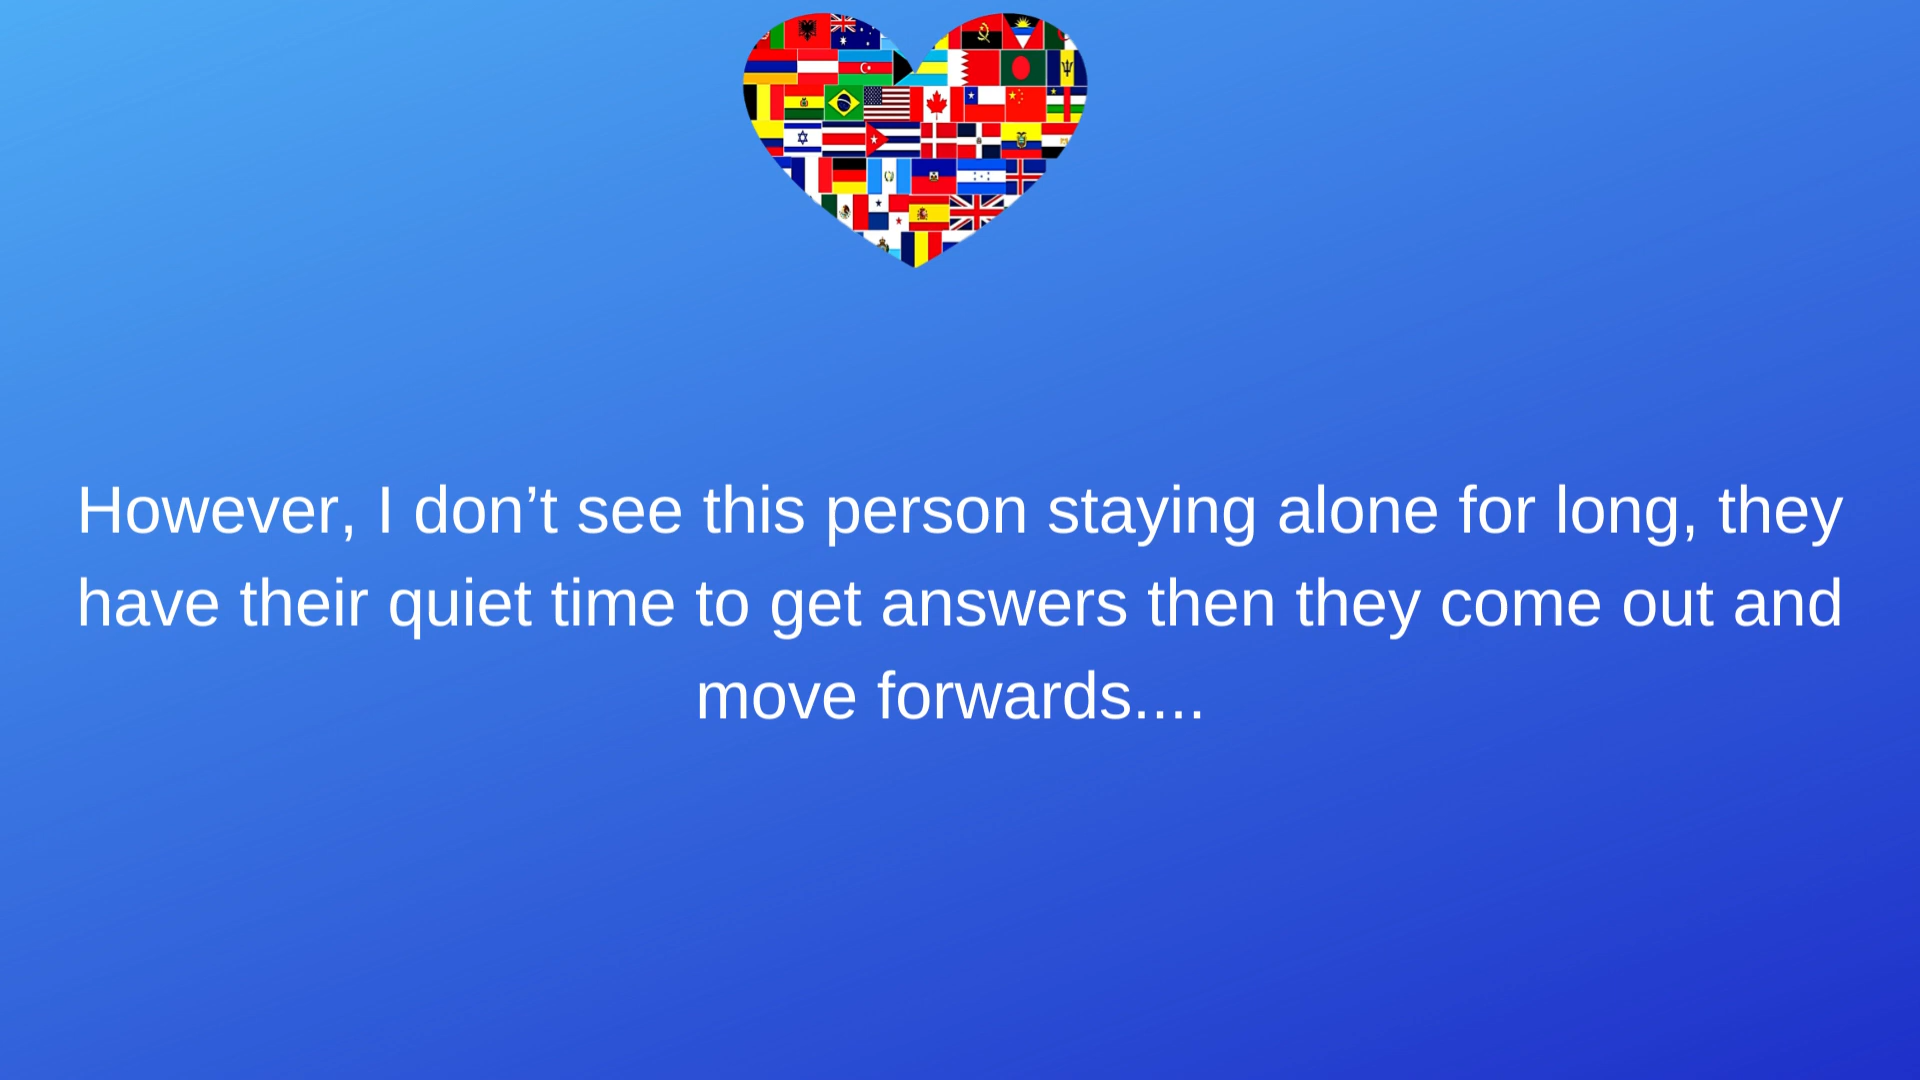 However, I don’t see this person staying alone for long, they
have their quiet time to get answers then they come out and
move forwards....